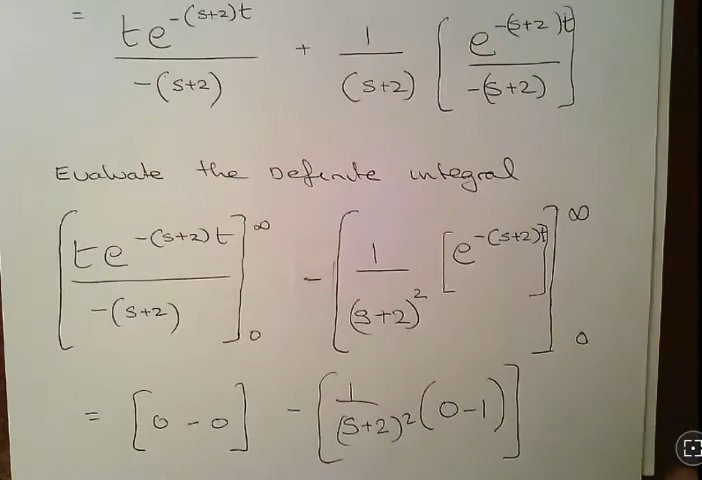 = te^{-(s+2)t} / -(s+2) + 1 / (s+2) [ e^{-(s+2)t} / -(s+2) ]
Evaluate the Definite integral
[ te^{-(s+2)t} / -(s+2) ]_0^∞ - [ 1 / (s+2)^2 [ e^{-(s+2)t} ] ]_0^∞
= [ 0 - 0 ] - [ 1 / (s+2)^2 ( 0 - 1 ) ]